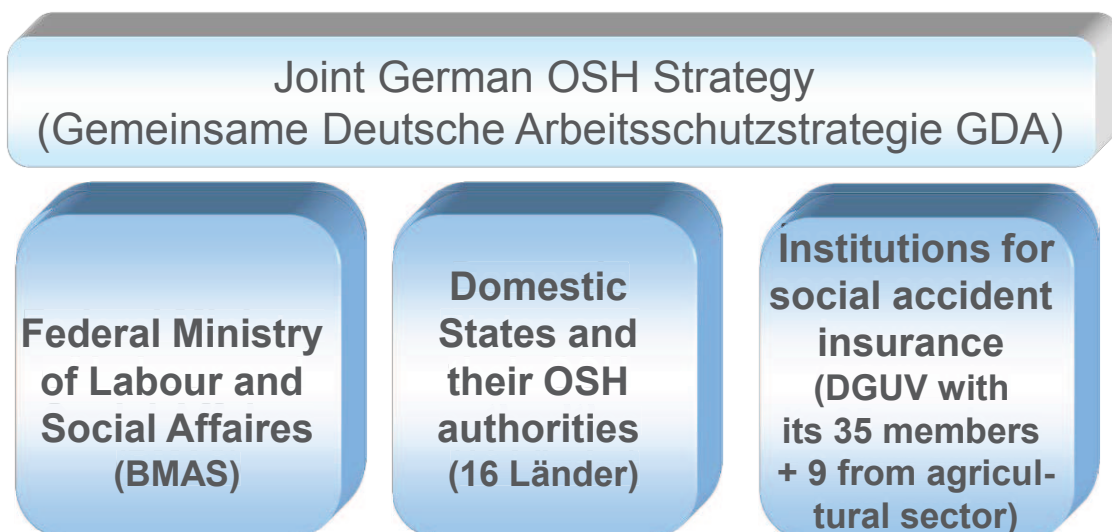 Joint German OSH Strategy
(Gemeinsame Deutsche Arbeitsschutzstrategie GDA)
Federal Ministry
of Labour and
Social Affaires
(BMAS)
Domestic
States and
their OSH
authorities
(16 Länder)
Institutions for
social accident
insurance
(DGUV with
its 35 members
+ 9 from agricul-
tural sector)